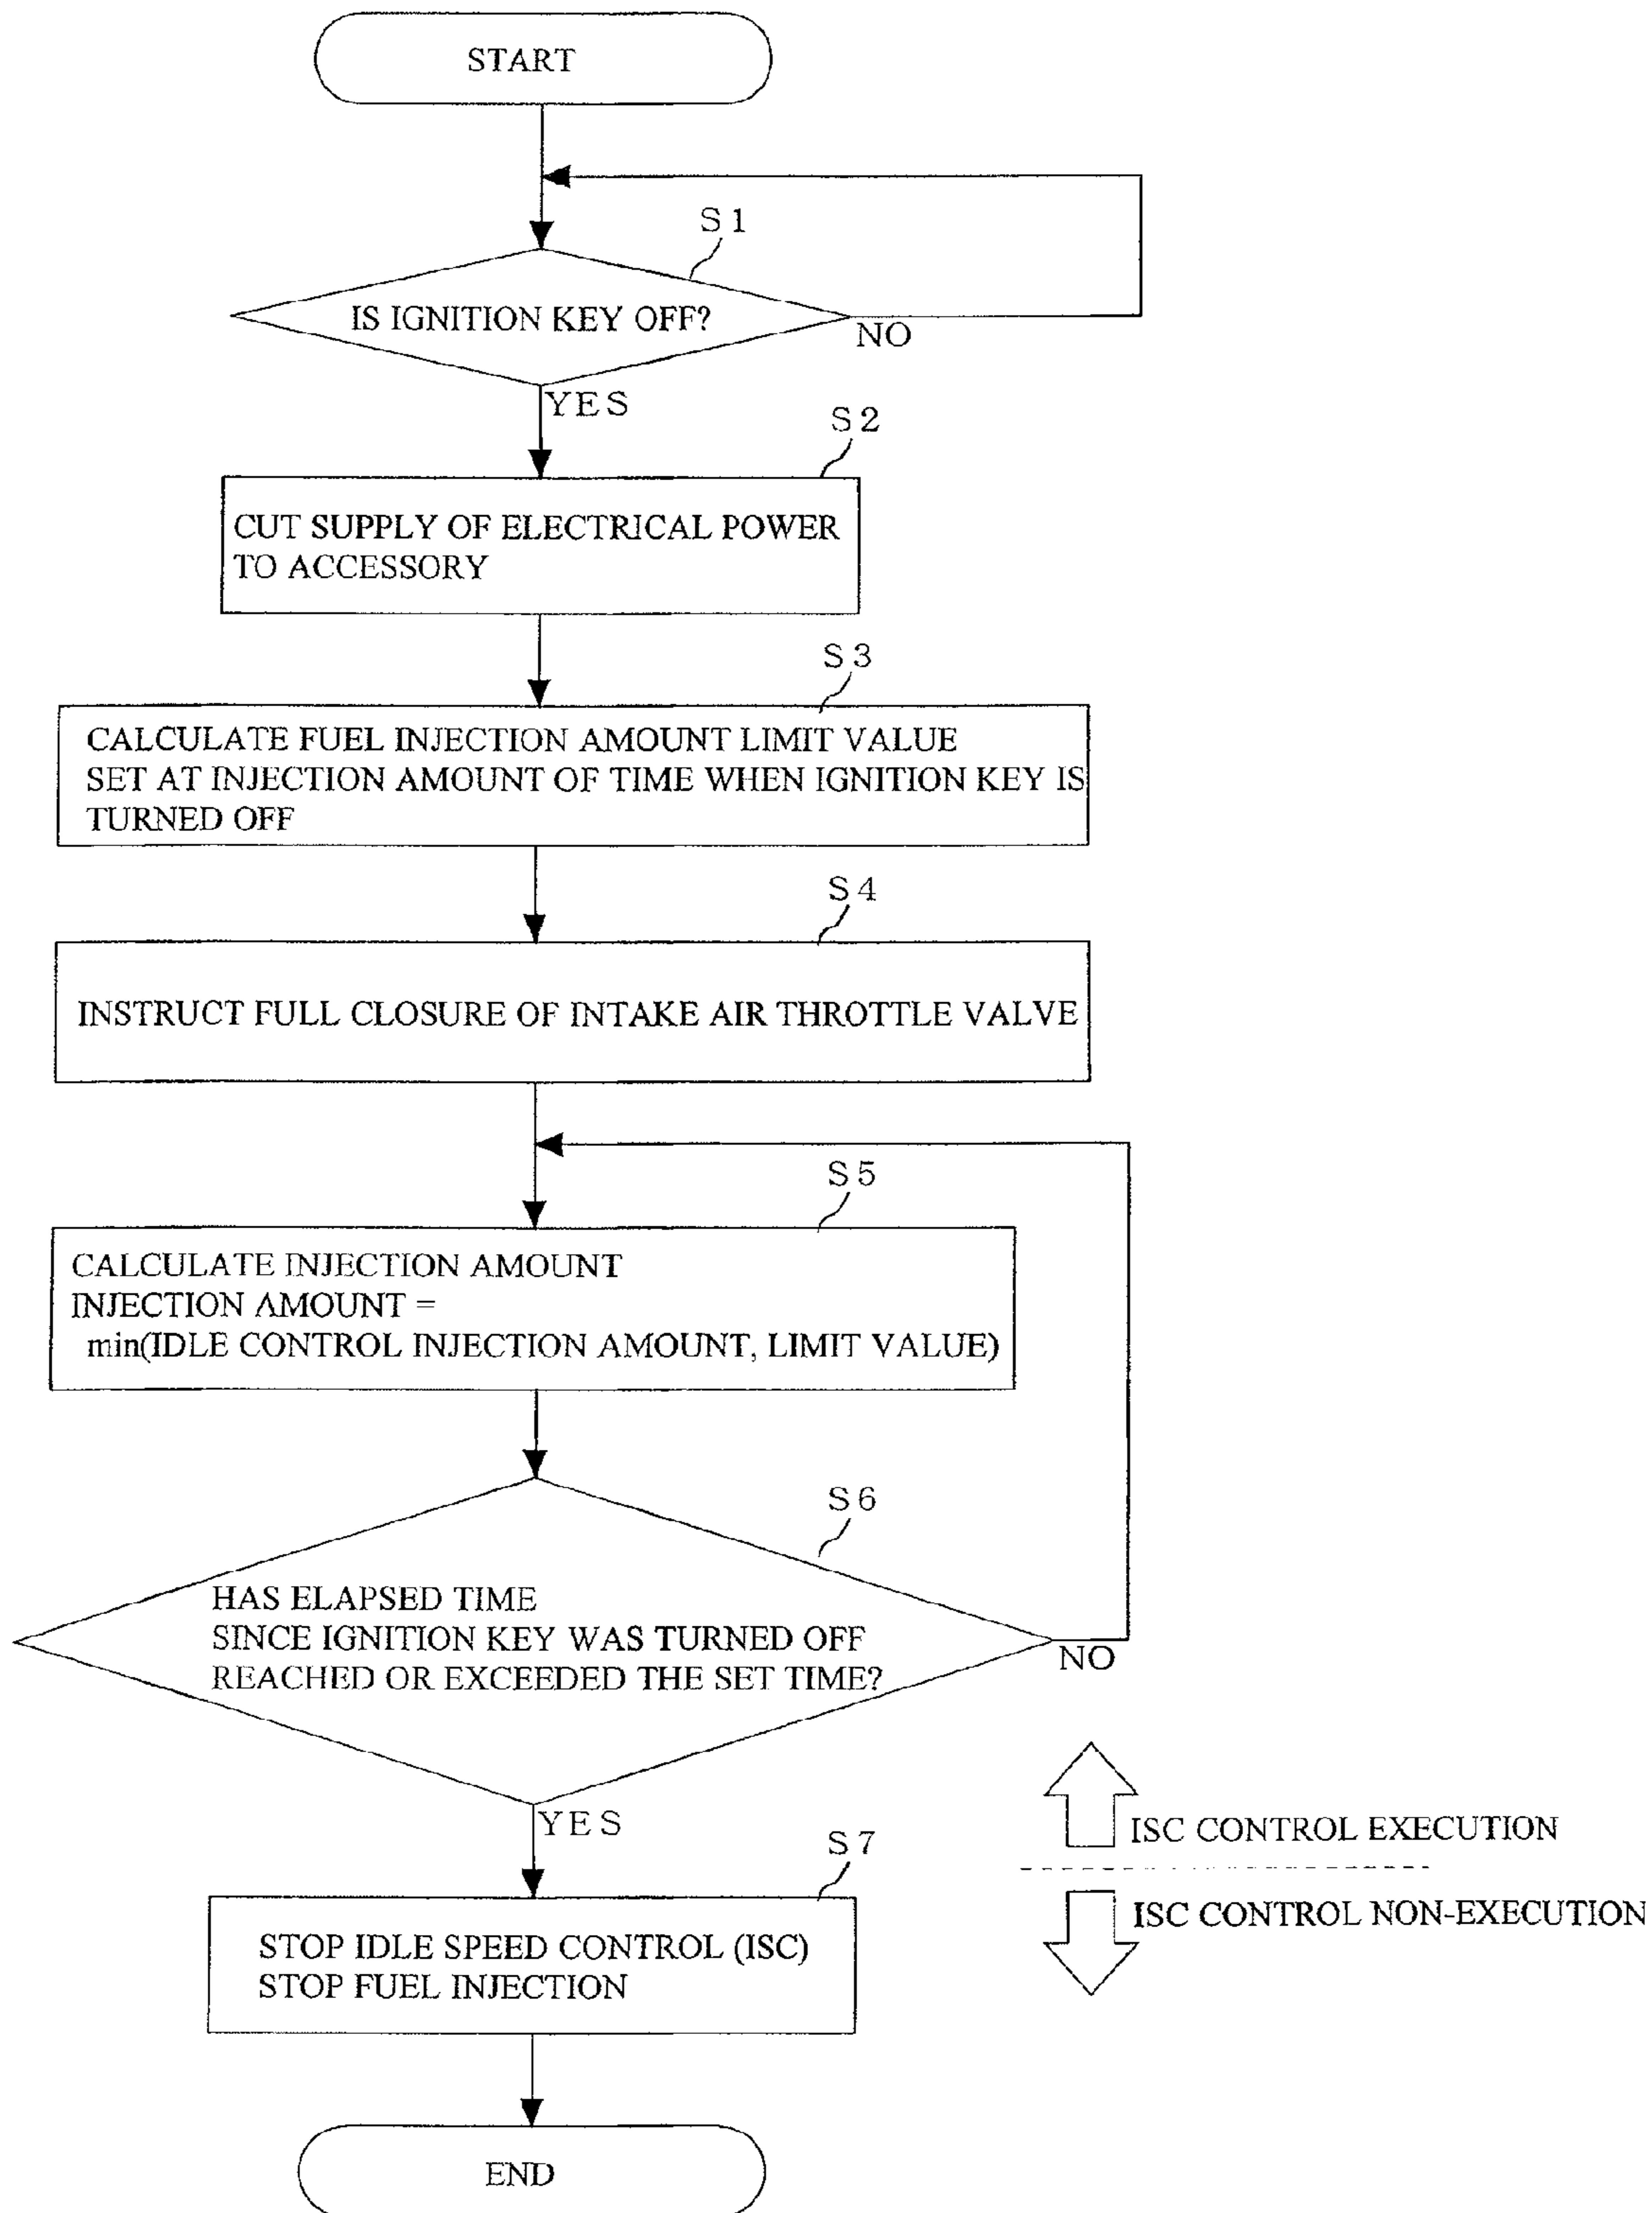 START
S1
IS IGNITION KEY OFF?
NO
YES
S2
CUT SUPPLY OF ELECTRICAL POWER
TO ACCESSORY
S3
CALCULATE FUEL INJECTION AMOUNT LIMIT VALUE
SET AT INJECTION AMOUNT OF TIME WHEN IGNITION KEY IS
TURNED OFF
S4
INSTRUCT FULL CLOSURE OF INTAKE AIR THROTTLE VALVE
S5
CALCULATE INJECTION AMOUNT
INJECTION AMOUNT =
min(IDLE CONTROL INJECTION AMOUNT, LIMIT VALUE)
S6
HAS ELAPSED TIME
SINCE IGNITION KEY WAS TURNED OFF
REACHED OR EXCEEDED THE SET TIME?
NO
YES
ISC CONTROL EXECUTION
ISC CONTROL NON-EXECUTION
S7
STOP IDLE SPEED CONTROL (ISC)
STOP FUEL INJECTION
END